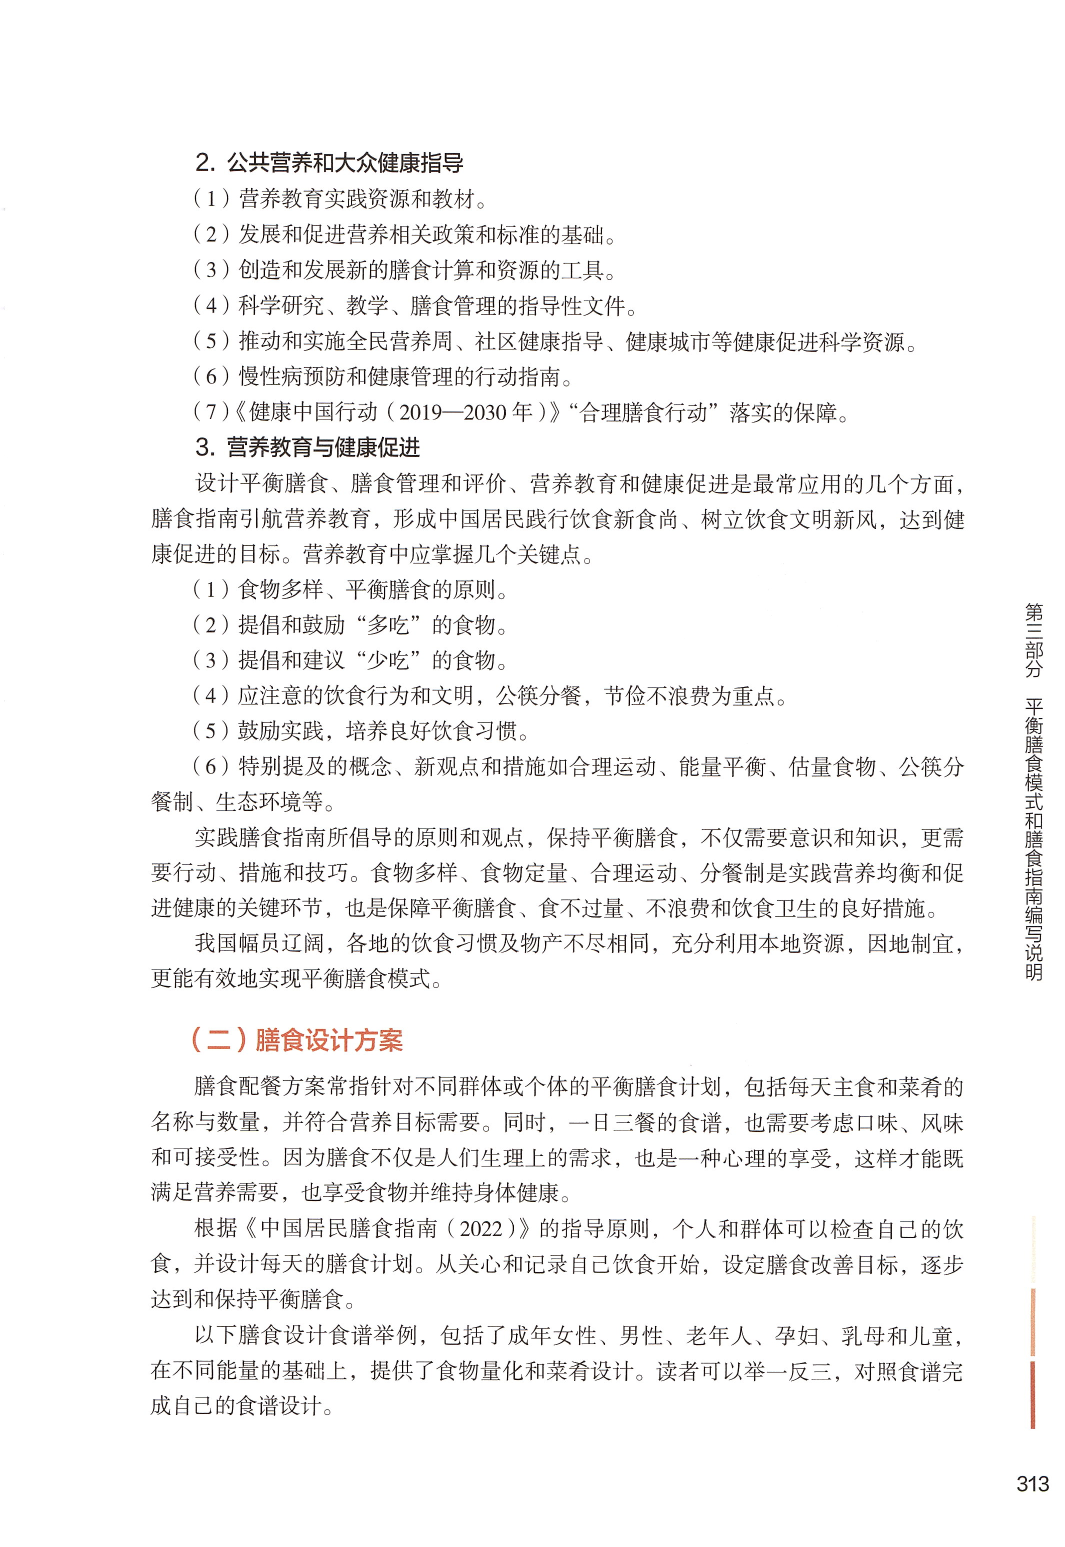 2. 公共营养和大众健康指导
（1）营养教育实践资源和教材。
（2）发展和促进营养相关政策和标准的基础。
（3）创造和发展新的膳食计算和资源的工具。
（4）科学研究、教学、膳食管理的指导性文件。
（5）推动和实施全民营养周、社区健康指导、健康城市等健康促进科学资源。
（6）慢性病预防和健康管理的行动指南。
（7）《健康中国行动（2019—2030 年）》“合理膳食行动”落实的保障。
3. 营养教育与健康促进
设计平衡膳食、膳食管理和评价、营养教育和健康促进是最常应用的几个方面，
膳食指南引航营养教育，形成中国居民践行饮食新食尚、树立饮食文明新风，达到健
康促进的目标。营养教育中应掌握几个关键点。
（1）食物多样、平衡膳食的原则。
（2）提倡和鼓励“多吃”的食物。
（3）提倡和建议“少吃”的食物。
（4）应注意的饮食行为和文明，公筷分餐，节俭不浪费为重点。
（5）鼓励实践，培养良好饮食习惯。
（6）特别提及的概念、新观点和措施如合理运动、能量平衡、估量食物、公筷分
餐制、生态环境等。
实践膳食指南所倡导的原则和观点，保持平衡膳食，不仅需要意识和知识，更需
要行动、措施和技巧。食物多样、食物定量、合理运动、分餐制是实践营养均衡和促
进健康的关键环节，也是保障平衡膳食、食不过量、不浪费和饮食卫生的良好措施。
我国幅员辽阔，各地的饮食习惯及物产不尽相同，充分利用本地资源，因地制宜，
更能有效地实现平衡膳食模式。
（二）膳食设计方案
膳食配餐方案常指针对不同群体或个体的平衡膳食计划，包括每天主食和菜肴的
名称与数量，并符合营养目标需要。同时，一日三餐的食谱，也需要考虑口味、风味
和可接受性。因为膳食不仅是人们生理上的需求，也是一种心理的享受，这样才能既
满足营养需要，也享受食物并维持身体健康。
根据《中国居民膳食指南（2022）》的指导原则，个人和群体可以检查自己的饮
食，并设计每天的膳食计划。从关心和记录自己饮食开始，设定膳食改善目标，逐步
达到和保持平衡膳食。
以下膳食设计食谱举例，包括了成年女性、男性、老年人、孕妇、乳母和儿童，
在不同能量的基础上，提供了食物量化和菜肴设计。读者可以举一反三，对照食谱完
成自己的食谱设计。
第三部分 平衡膳食模式和膳食指南编写说明
313